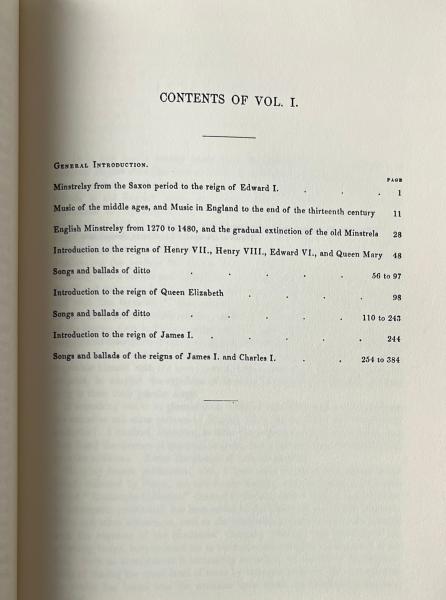 CONTENTS OF VOL. I.
GENERAL INTRODUCTION.
PAGE
Minstrelsy from the Saxon period to the reign of Edward I. . . . 1
Music of the middle ages, and Music in England to the end of the thirteenth century 11
English Minstrelsy from 1270 to 1480, and the gradual extinction of the old Minstrels 28
Introduction to the reigns of Henry VII., Henry VIII., Edward VI., and Queen Mary 48
Songs and ballads of ditto . . . . . 56 to 97
Introduction to the reign of Queen Elizabeth . . . . 98
Songs and ballads of ditto . . . . . 110 to 243
Introduction to the reign of James I. . . . . 244
Songs and ballads of the reigns of James I. and Charles I. . . 254 to 384